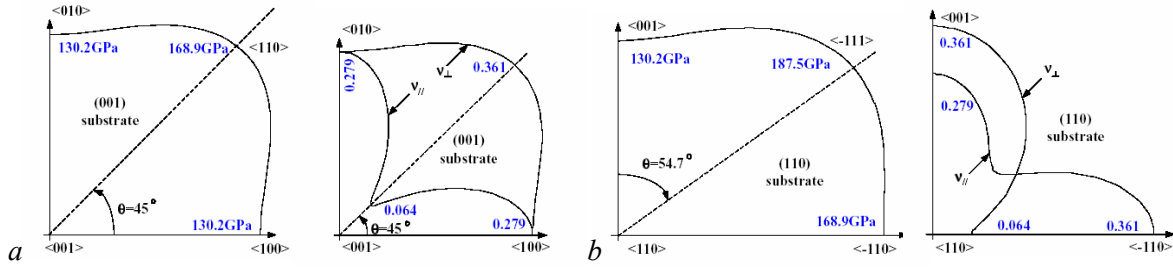 <010>
130.2GPa
168.9GPa
<110>
(001)
substrate
θ=45°
130.2GPa
<001>
<100>
<010>
0.279
ν⊥
0.361
ν//
(001)
substrate
0.064
0.279
θ=45°
<001>
<100>
a
<001>
130.2GPa
187.5GPa
<-111>
θ=54.7°
(110)
substrate
168.9GPa
<110>
<-110>
<001>
0.361
ν⊥
0.279
(110)
substrate
ν//
0.064
0.361
<110>
<-110>
b